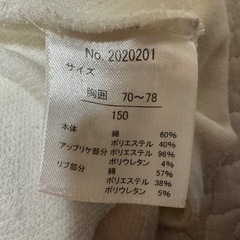 No. 2020201
サイズ
胸囲 70～78
150
本体 綿 60%
ポリエステル 40%
アップリケ部分 ポリエステル 96%
ポリウレタン 4%
リブ部分 綿 57%
ポリエステル 38%
ポリウレタン 5%